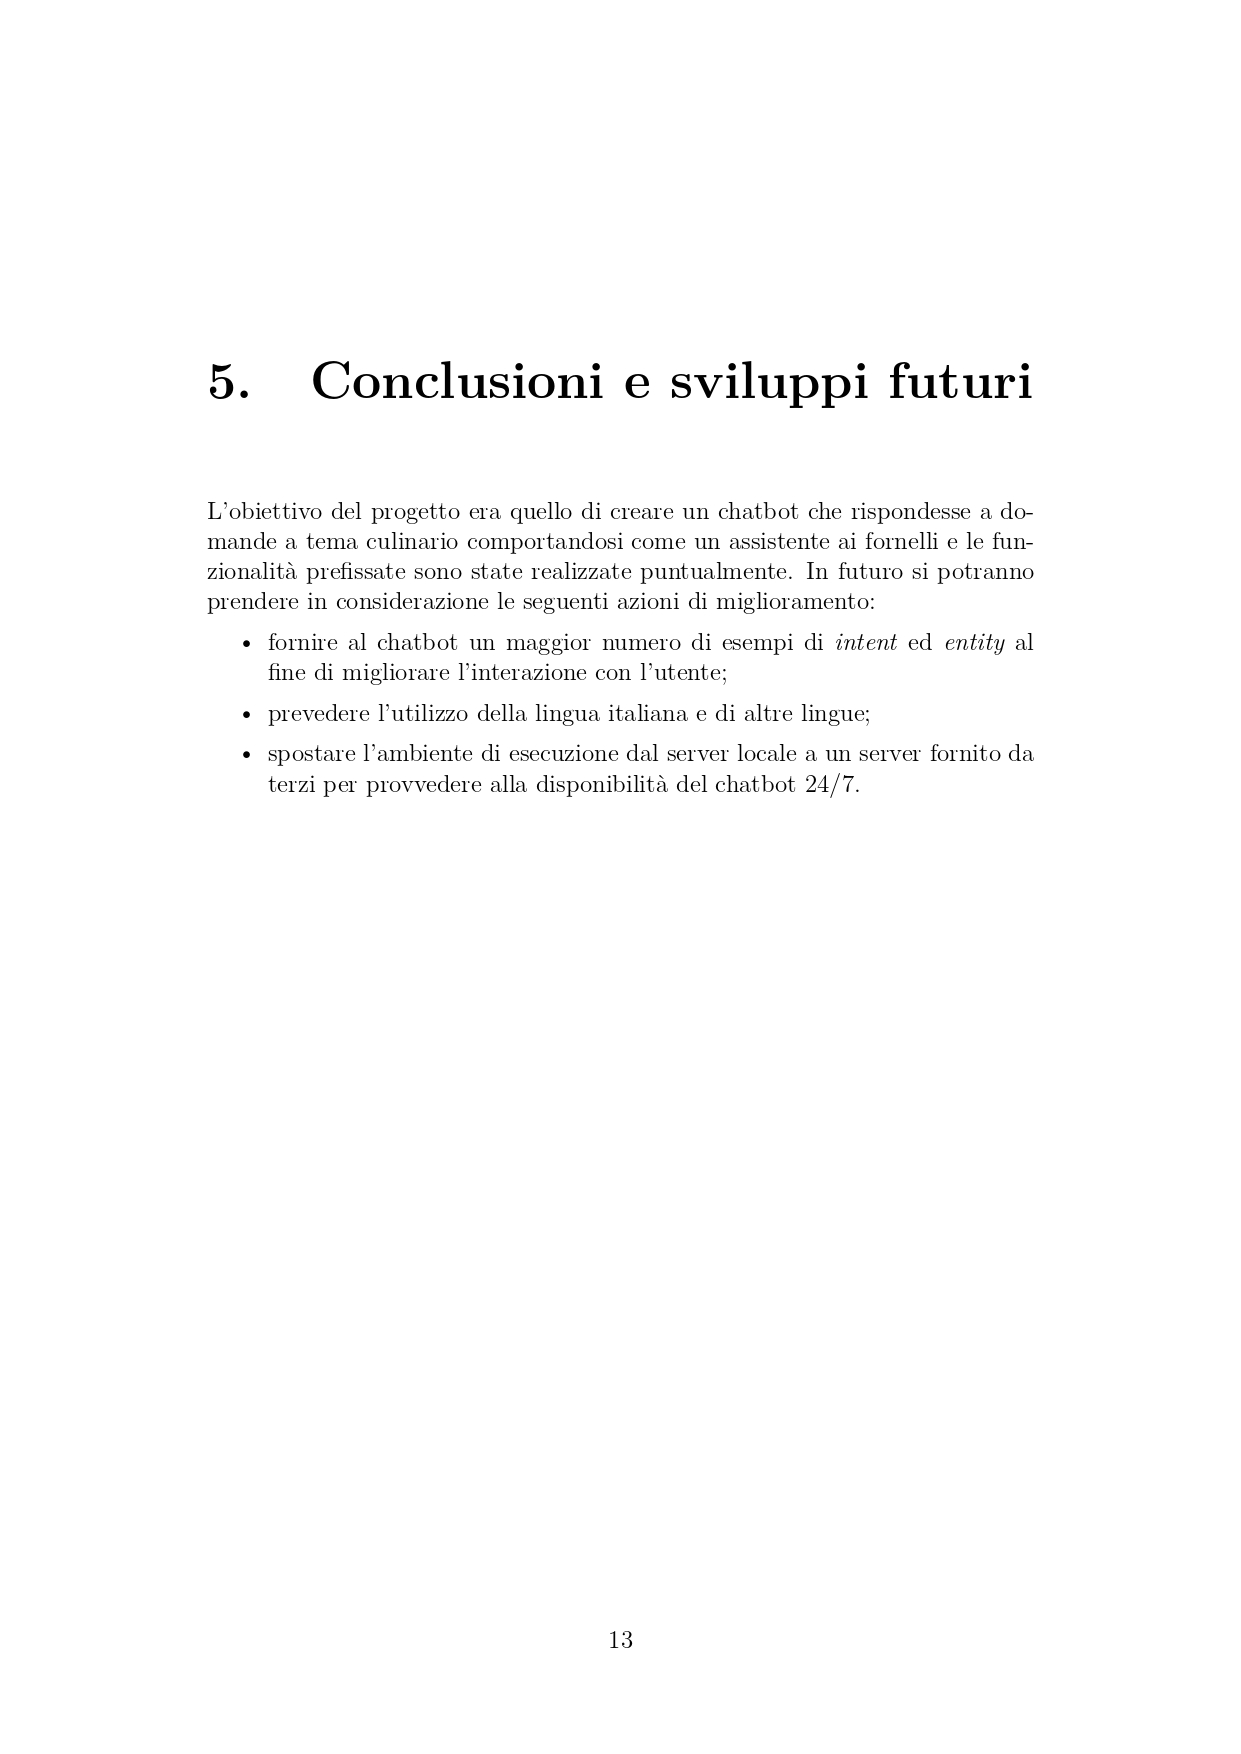 5. Conclusioni e sviluppi futuri
L'obiettivo del progetto era quello di creare un chatbot che rispondesse a do-
mande a tema culinario comportandosi come un assistente ai fornelli e le fun-
zionalità prefissate sono state realizzate puntualmente. In futuro si potranno
prendere in considerazione le seguenti azioni di miglioramento:
• fornire al chatbot un maggior numero di esempi di intent ed entity al
fine di migliorare l'interazione con l'utente;
• prevedere l'utilizzo della lingua italiana e di altre lingue;
• spostare l'ambiente di esecuzione dal server locale a un server fornito da
terzi per provvedere alla disponibilità del chatbot 24/7.
13